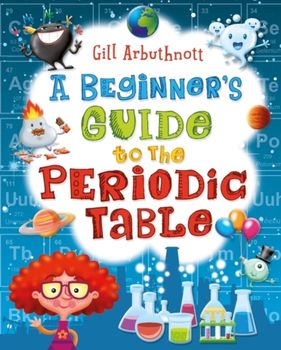 Gill Arbuthnott
A BEGINNER'S
GUIDE
to the
PERIODIC
TABLE